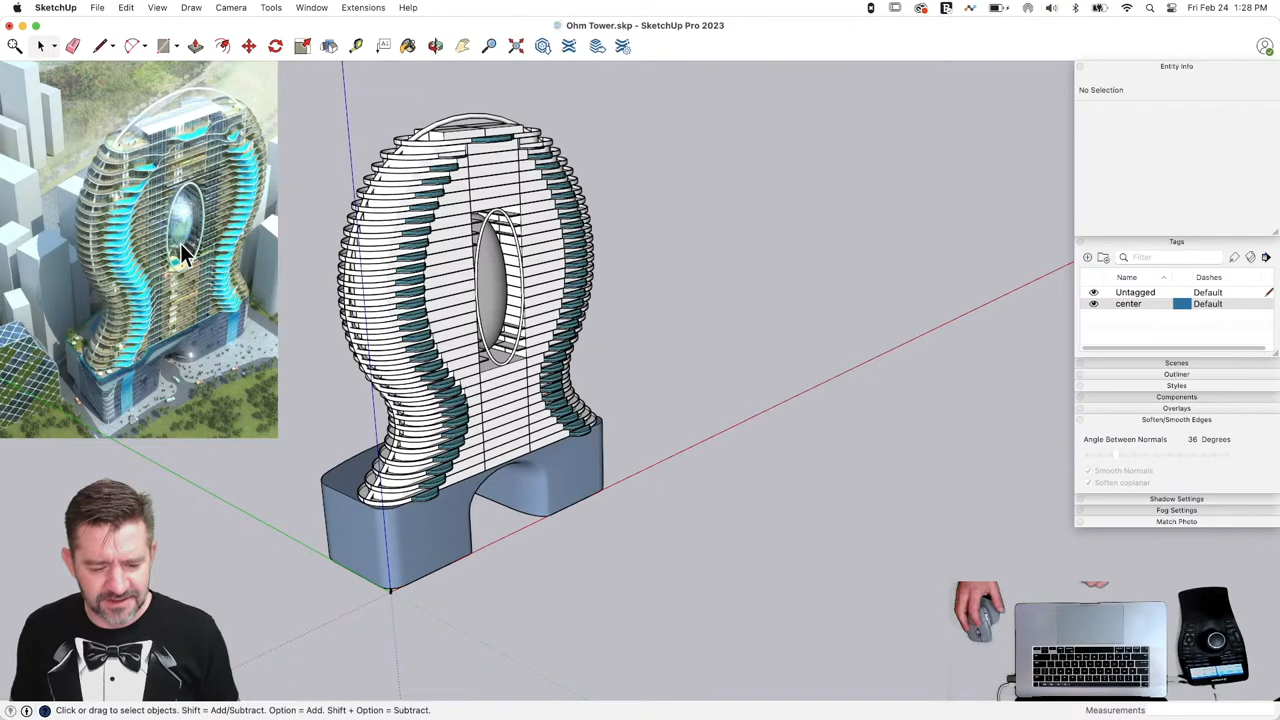 SketchUp File Edit View Draw Camera Tools Window Extensions Help
Fri Feb 24 1:28 PM
Ohm Tower.skp - SketchUp Pro 2023
Entity Info
No Selection
Tags
Filter
Name Dashes
Untagged Default
center Default
Scenes
Outliner
Styles
Components
Overlays
Soften/Smooth Edges
Angle Between Normals 36 Degrees
Smooth Normals
Soften coplanar
Shadow Settings
Fog Settings
Match Photo
Click or drag to select objects. Shift = Add/Subtract. Option = Add. Shift + Option = Subtract.
Measurements